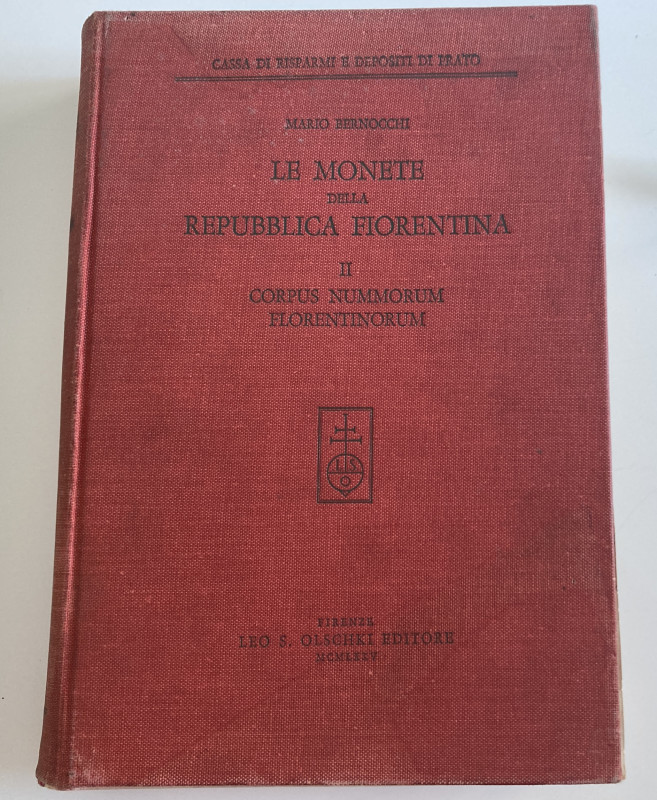 CASSA DI RISPARMI E DEPOSITI DI PRATO
MARIO BERNOCCHI
LE MONETE
DELLA
REPUBBLICA FIORENTINA
II
CORPUS NUMMORUM
FLORENTINORUM
L S
O
FIRENZE
LEO S. OLSCHKI EDITORE
MCMLXXV